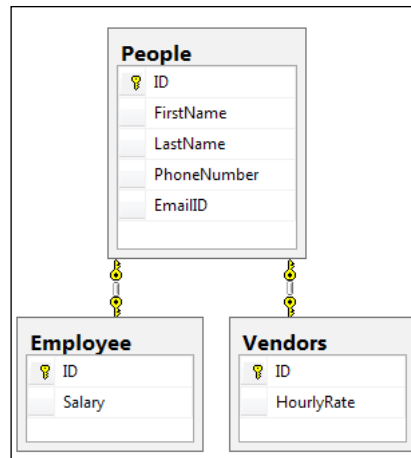 People
ID
FirstName
LastName
PhoneNumber
EmailID
Employee
ID
Salary
Vendors
ID
HourlyRate